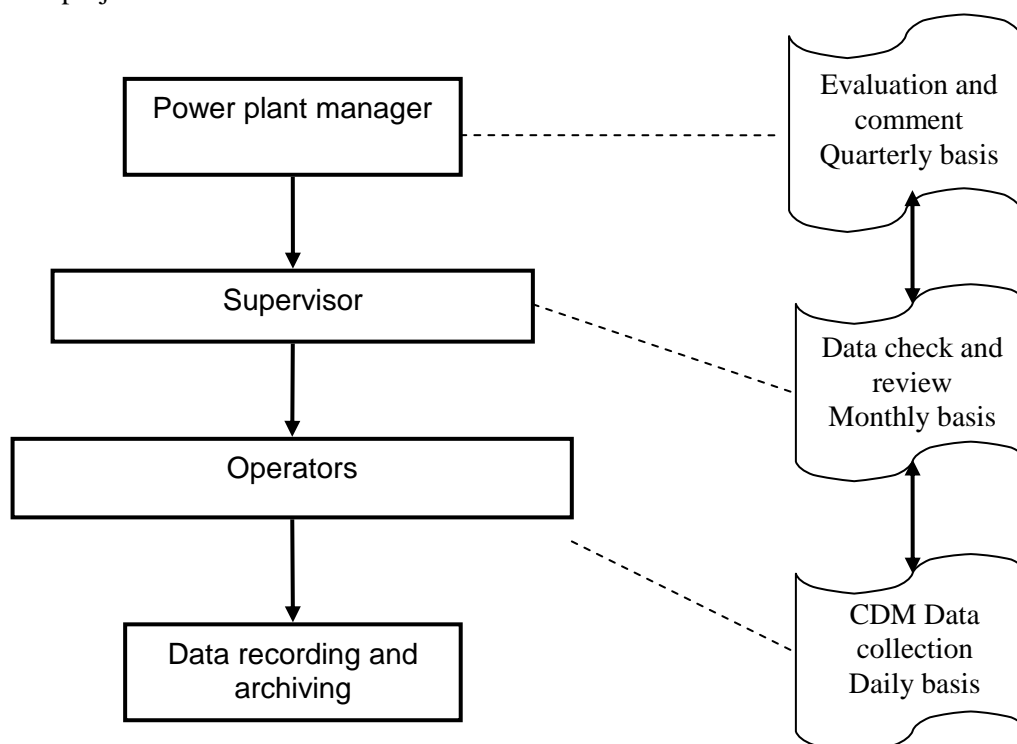 Power plant manager
Evaluation and
comment
Quarterly basis
Supervisor
Data check and
review
Monthly basis
Operators
CDM Data
collection
Daily basis
Data recording and
archiving